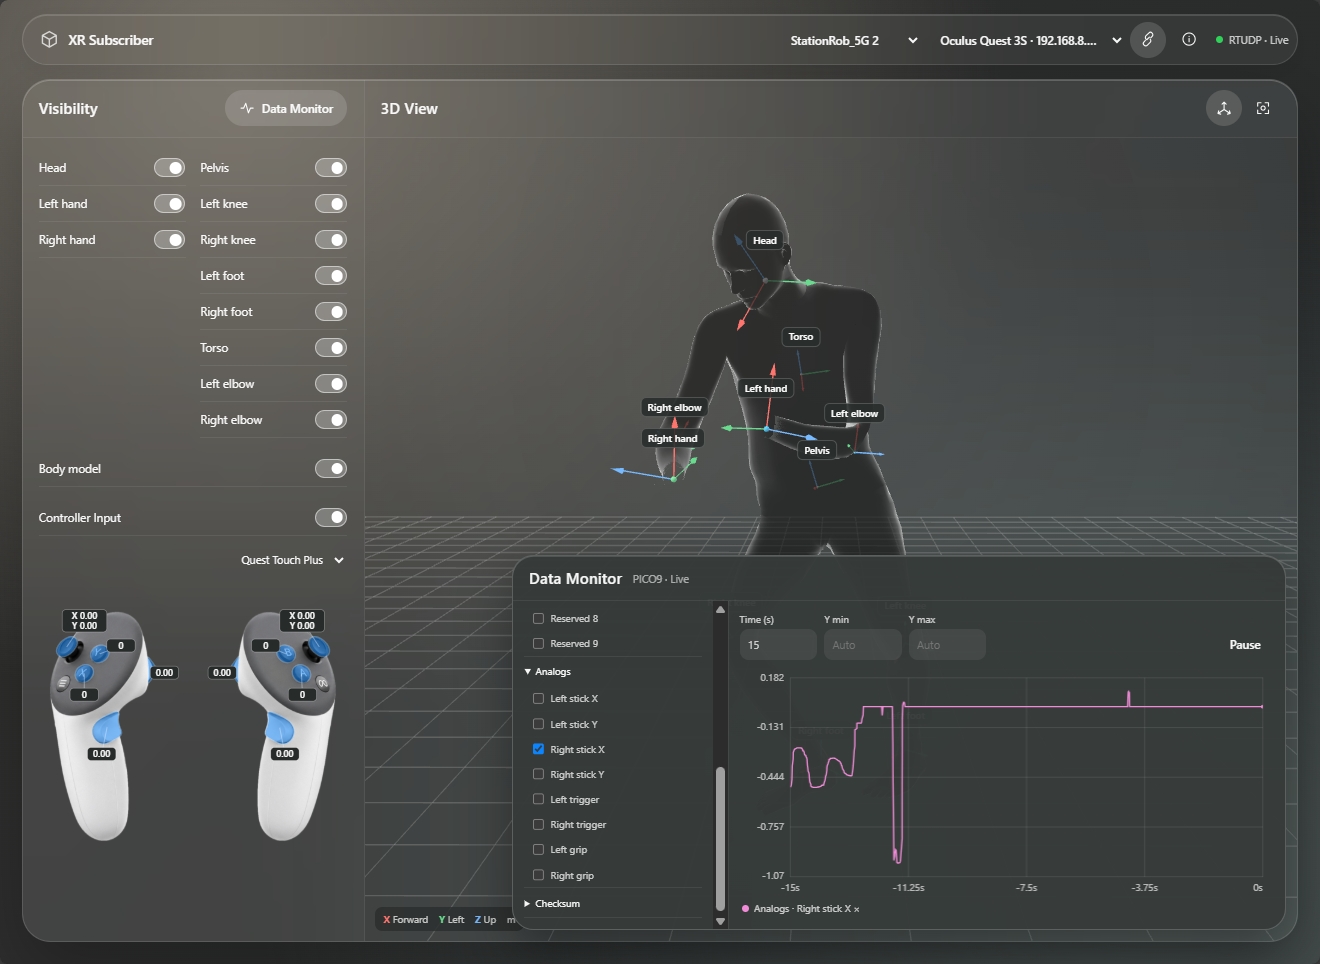 XR Subscriber
StationRob_5G 2
Oculus Quest 3S · 192.168.8....
RTUDP · Live
Visibility
Data Monitor
3D View
Head
Pelvis
Left hand
Left knee
Right hand
Right knee
Left foot
Right foot
Torso
Left elbow
Right elbow
Body model
Controller Input
Quest Touch Plus
X 0.00
Y 0.00
0
0.00
0
0.00
X 0.00
Y 0.00
0
0.00
0
0.00
Head
Torso
Left hand
Right elbow
Left elbow
Right hand
Pelvis
X Forward Y Left Z Up m
Data Monitor PICO9 · Live
Reserved 8
Reserved 9
Analogs
Left stick X
Left stick Y
Right stick X
Right stick Y
Left trigger
Right trigger
Left grip
Right grip
Checksum
Time (s)
Y min
Y max
15
Auto
Auto
Pause
0.182
-0.131
-0.444
-0.757
-1.07
-15s
-11.25s
-7.5s
-3.75s
0s
Analogs · Right stick X ×